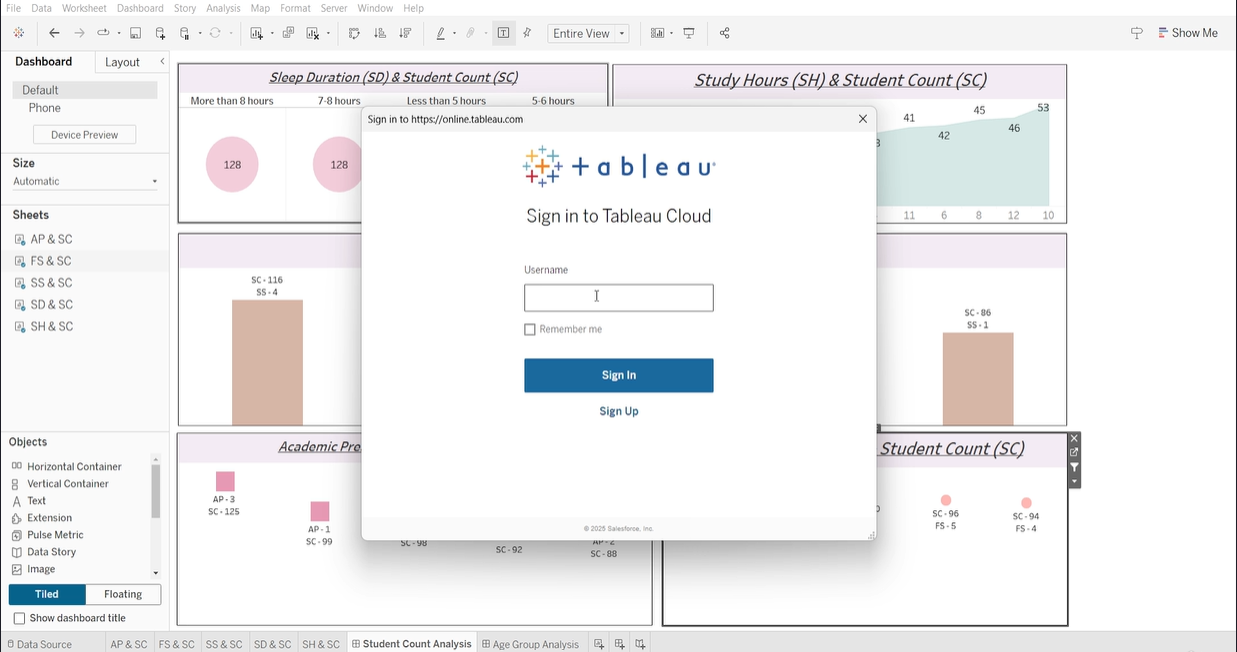 File Data Worksheet Dashboard Story Analysis Map Format Server Window Help
Entire View
Show Me
Dashboard Layout
Default
Phone
Device Preview
Size
Automatic
Sheets
AP & SC
FS & SC
SS & SC
SD & SC
SH & SC
Objects
Horizontal Container
Vertical Container
Text
Extension
Pulse Metric
Data Story
Image
Tiled Floating
Show dashboard title
Sleep Duration (SD) & Student Count (SC)
More than 8 hours 7-8 hours Less than 5 hours 5-6 hours
128 128
Study Hours (SH) & Student Count (SC)
41 42 45 46 53
11 6 8 12 10
SC - 116
SS - 4
SC - 86
SS - 1
Academic Pre
AP - 3
SC - 125
AP - 1
SC - 99
SC - 98
SC - 92
AP - 2
SC - 88
Student Count (SC)
SC - 96
FS - 5
SC - 94
FS - 4
Sign in to https://online.tableau.com
+ableau
Sign in to Tableau Cloud
Username
Remember me
Sign In
Sign Up
© 2025 Salesforce, Inc.
Data Source AP & SC FS & SC SS & SC SD & SC SH & SC Student Count Analysis Age Group Analysis